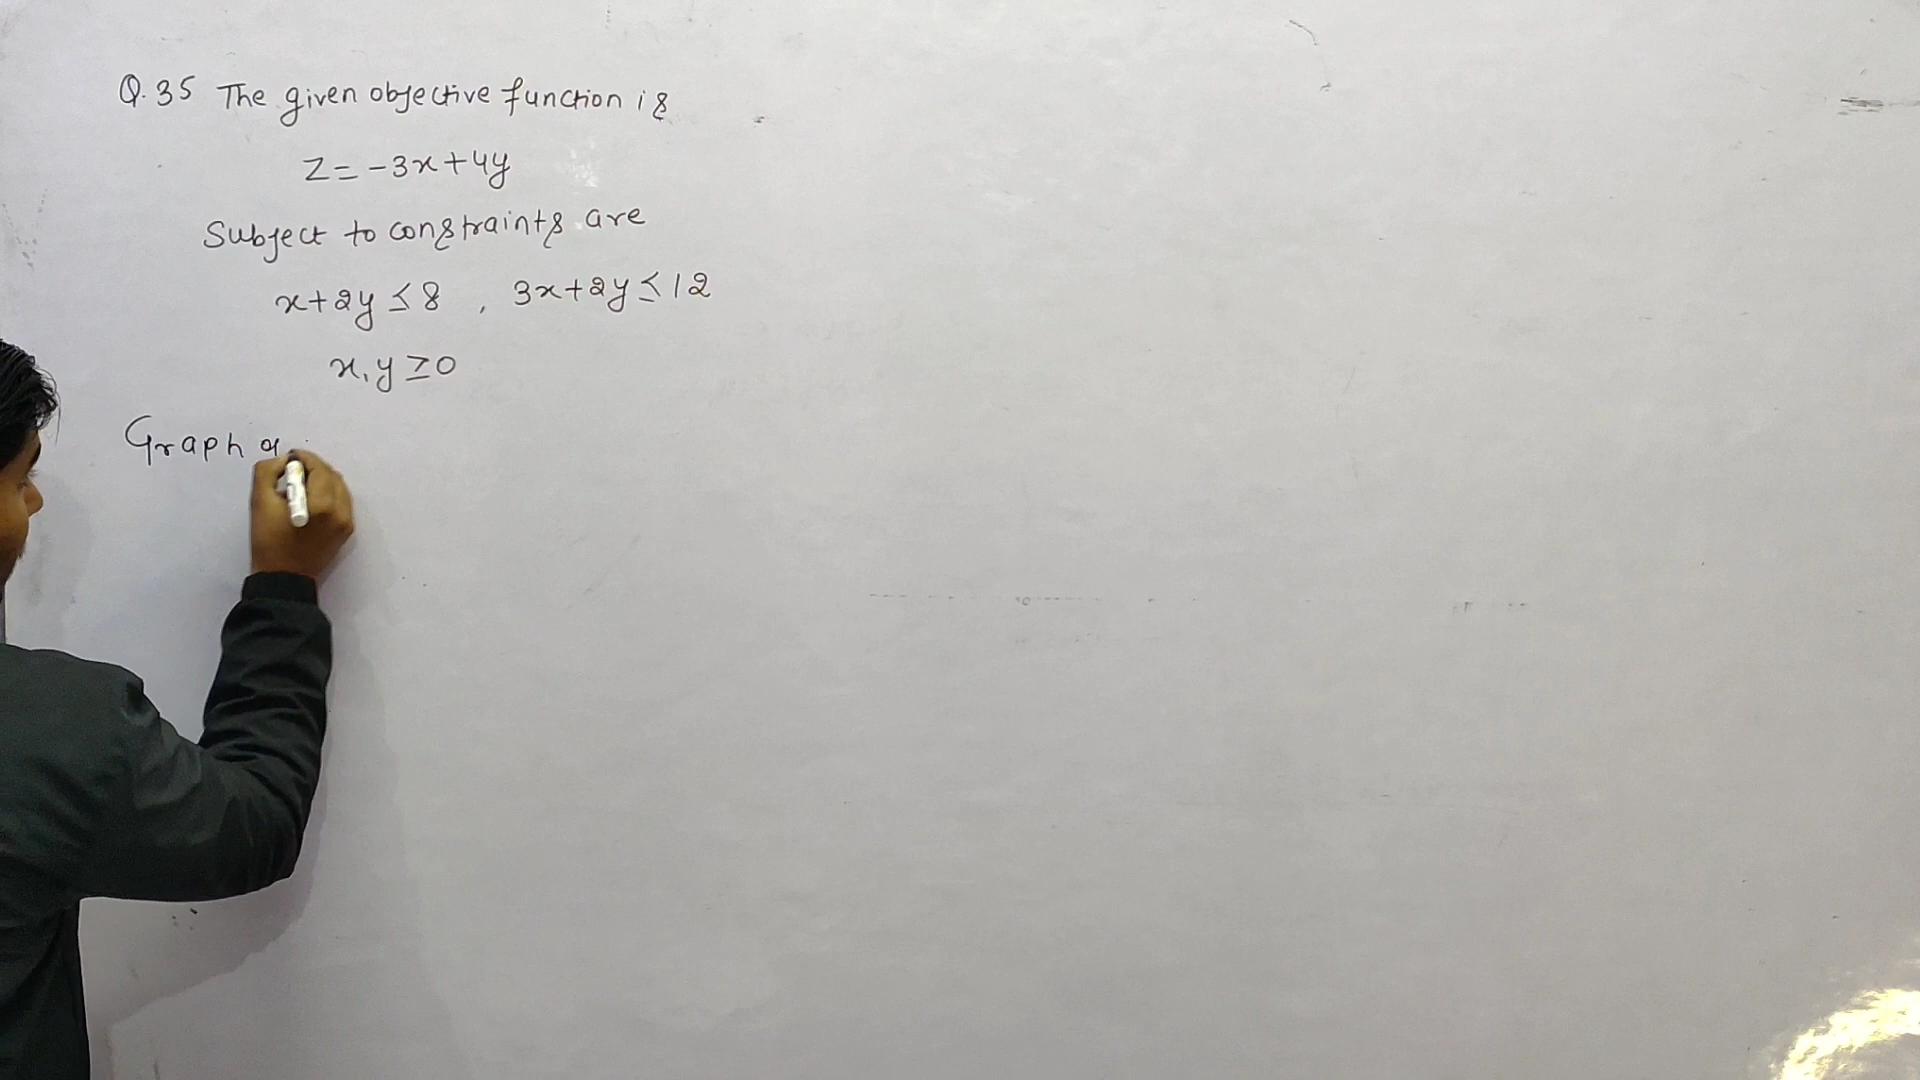 Q.35 The given objective function is
Z=-3x+4y
Subject to constraints are
x+2y≤8 , 3x+2y≤12
x,y≥0
Graph o